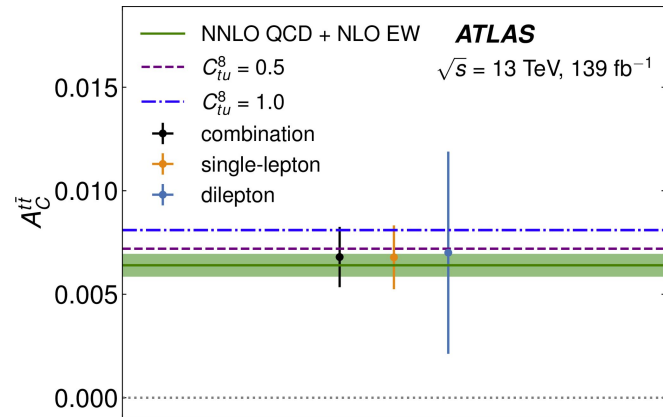 NNLO QCD + NLO EW
C⁸ₜᵤ = 0.5
C⁸ₜᵤ = 1.0
combination
single-lepton
dilepton
ATLAS
√s = 13 TeV, 139 fb⁻¹
0.015
0.010
0.005
0.000
A_C^{tt̄}